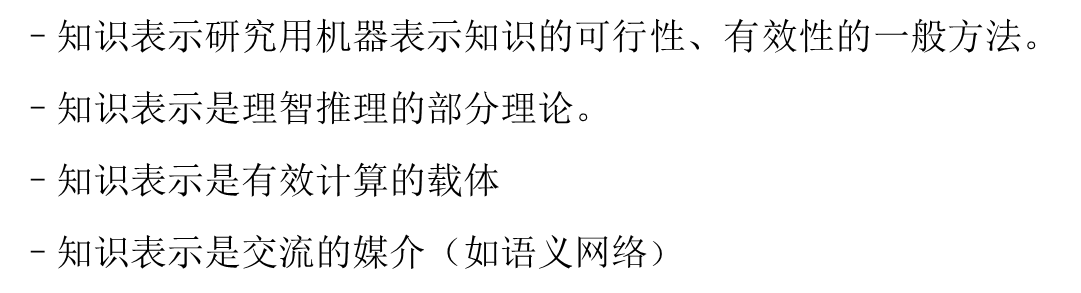 - 知识表示研究用机器表示知识的可行性、有效性的一般方法。
- 知识表示是理智推理的部分理论。
- 知识表示是有效计算的载体
- 知识表示是交流的媒介（如语义网络）